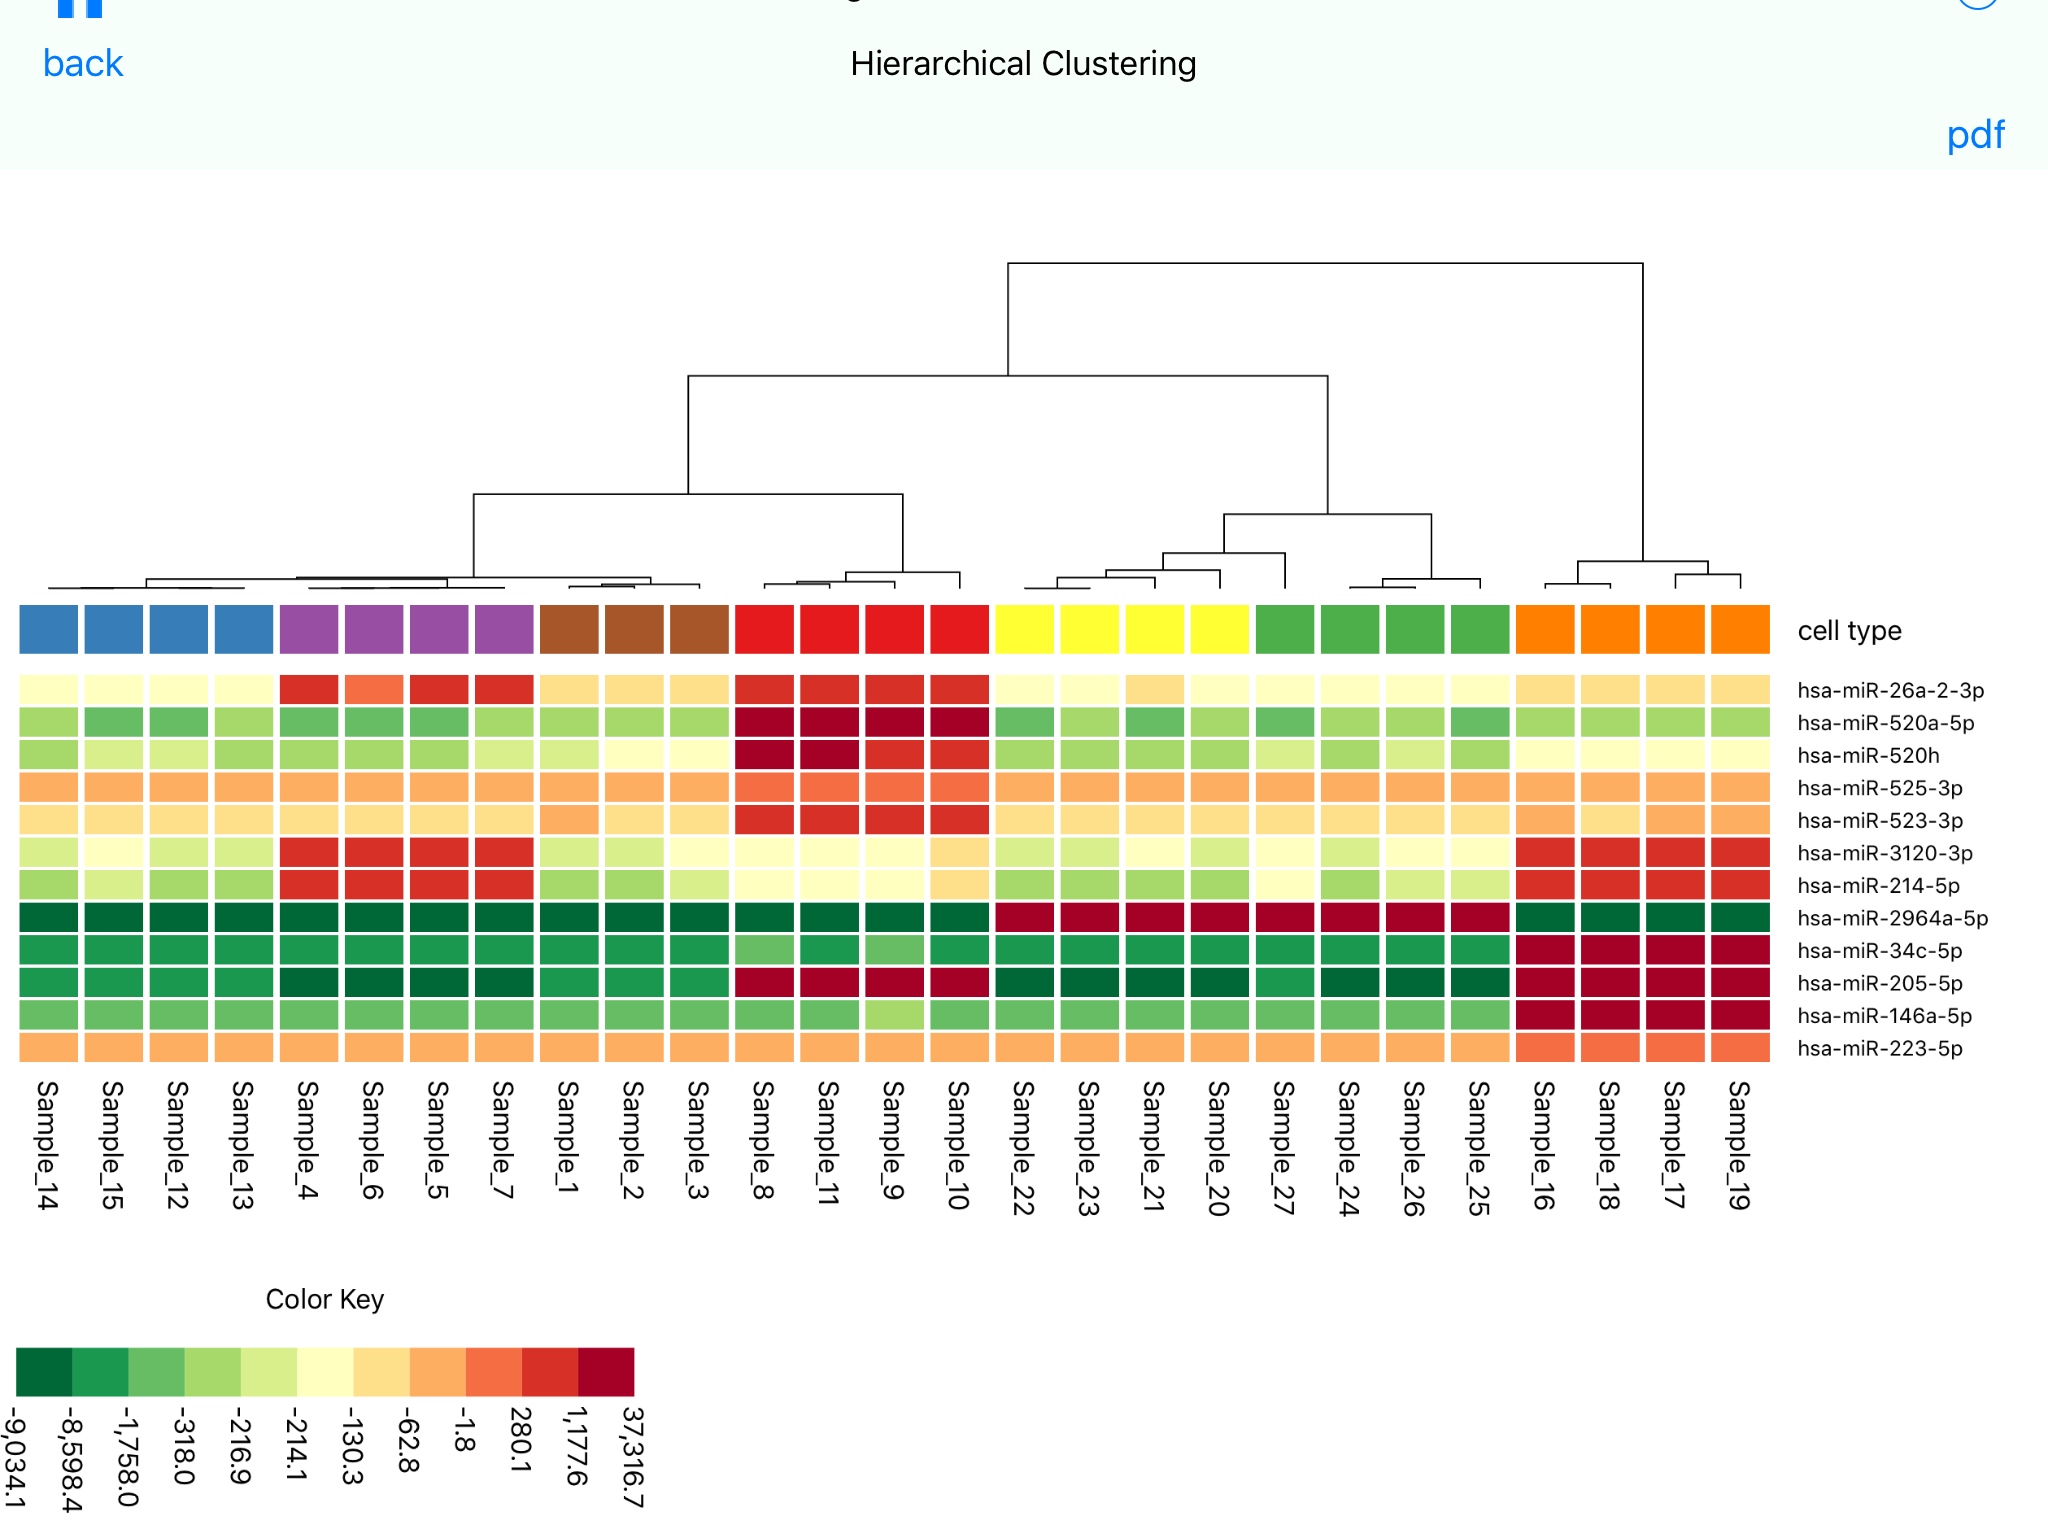 back
Hierarchical Clustering
pdf
cell type
hsa-miR-26a-2-3p
hsa-miR-520a-5p
hsa-miR-520h
hsa-miR-525-3p
hsa-miR-523-3p
hsa-miR-3120-3p
hsa-miR-214-5p
hsa-miR-2964a-5p
hsa-miR-34c-5p
hsa-miR-205-5p
hsa-miR-146a-5p
hsa-miR-223-5p
Sample_14
Sample_15
Sample_12
Sample_13
Sample_4
Sample_6
Sample_5
Sample_7
Sample_1
Sample_2
Sample_3
Sample_8
Sample_11
Sample_9
Sample_10
Sample_22
Sample_23
Sample_21
Sample_20
Sample_27
Sample_24
Sample_26
Sample_25
Sample_16
Sample_18
Sample_17
Sample_19
Color Key
-9,034.1
-8,598.4
-1,758.0
-318.0
-216.9
-214.1
-130.3
-62.8
-1.8
280.1
1,177.6
37,316.7